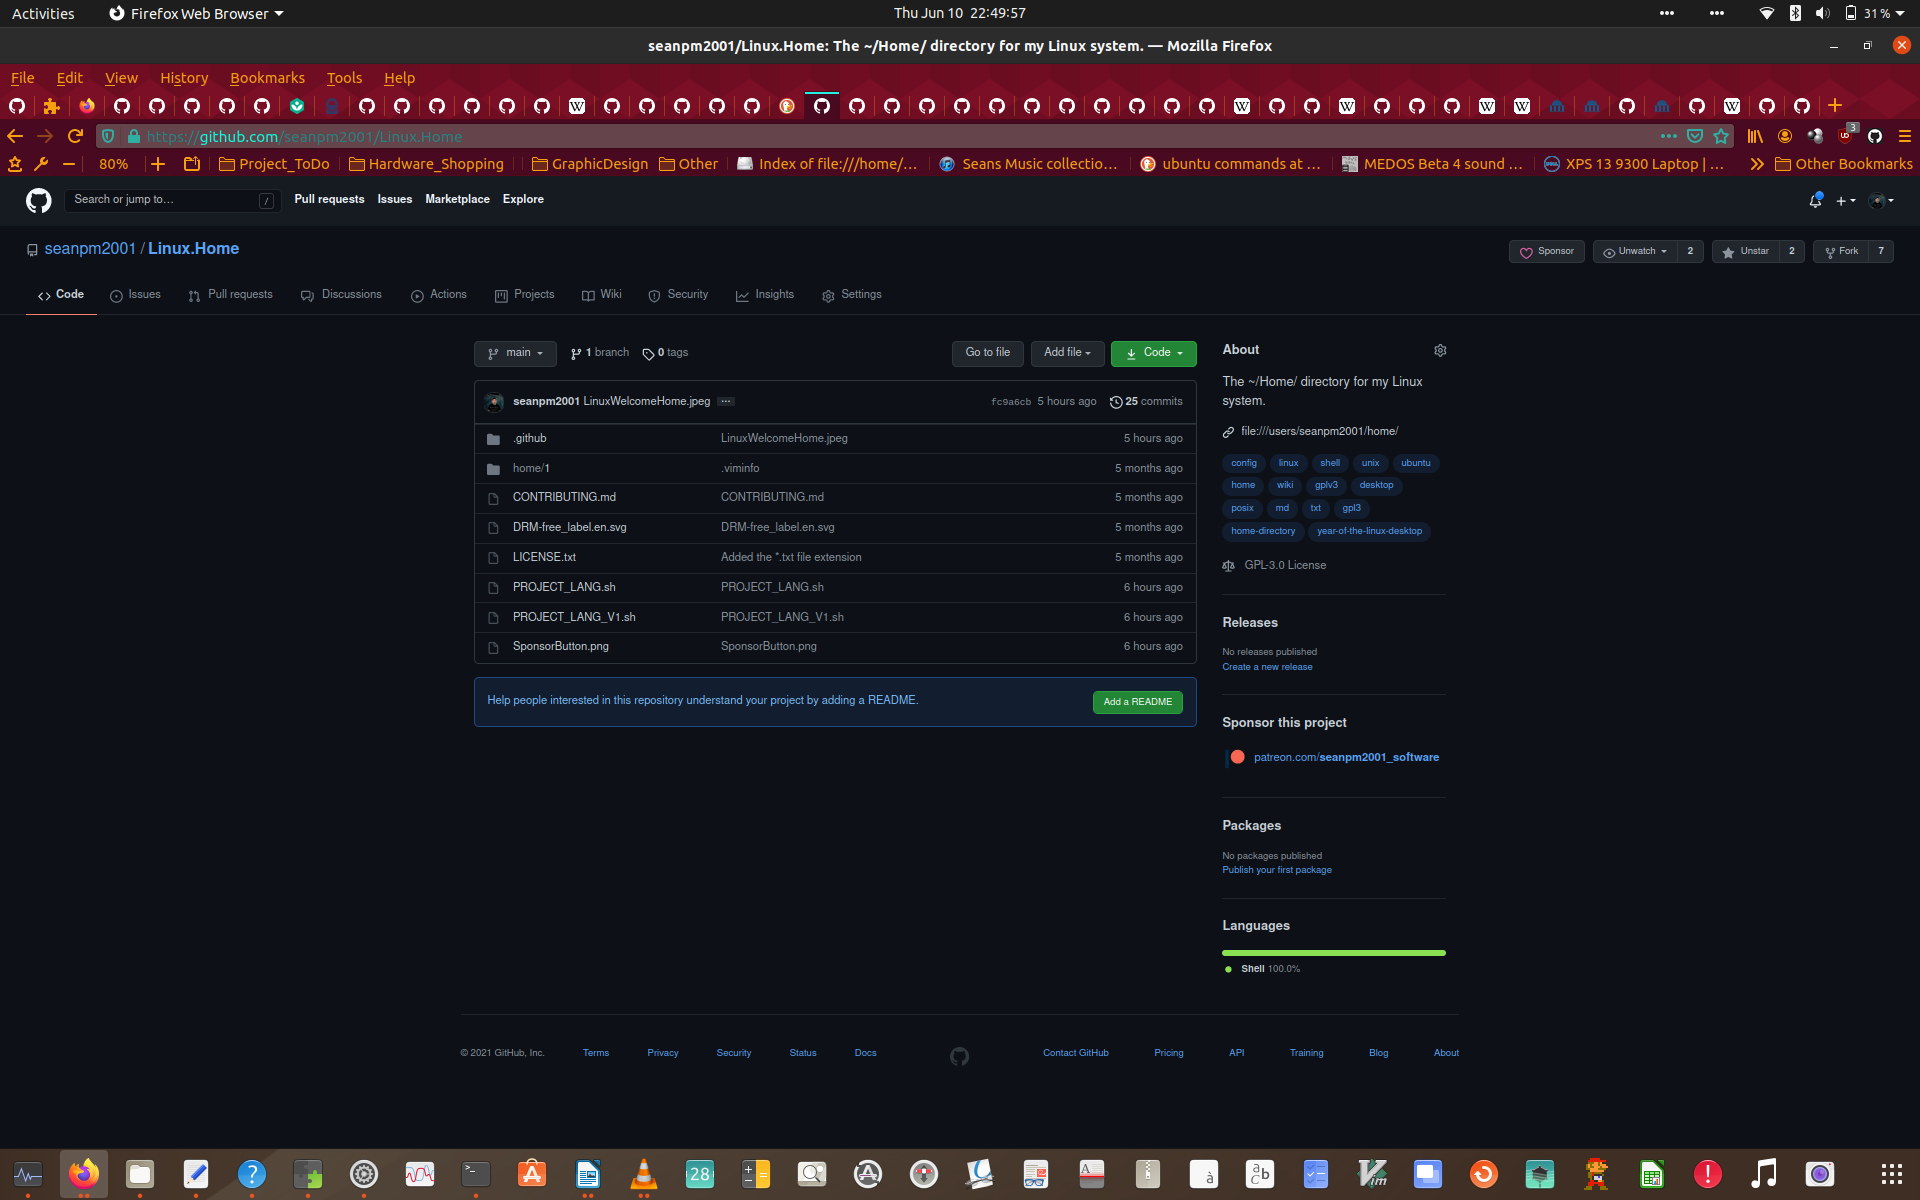 Activities Firefox Web Browser Thu Jun 10 22:49:57 31 %
seanpm2001/Linux.Home: The ~/Home/ directory for my Linux system. — Mozilla Firefox
File Edit View History Bookmarks Tools Help
https://github.com/seanpm2001/Linux.Home 3
80% Project_ToDo Hardware_Shopping GraphicDesign Other Index of file:///home/... Seans Music collectio... ubuntu commands at ... MEDOS Beta 4 sound ... XPS 13 9300 Laptop | ... Other Bookmarks
Search or jump to... / Pull requests Issues Marketplace Explore
seanpm2001 / Linux.Home Sponsor Unwatch 2 Unstar 2 Fork 7
Code Issues Pull requests Discussions Actions Projects Wiki Security Insights Settings
main 1 branch 0 tags Go to file Add file Code
seanpm2001 LinuxWelcomeHome.jpeg ... fc9a6cb 5 hours ago 25 commits
.github LinuxWelcomeHome.jpeg 5 hours ago
home/1 .viminfo 5 months ago
CONTRIBUTING.md CONTRIBUTING.md 5 months ago
DRM-free_label.en.svg DRM-free_label.en.svg 5 months ago
LICENSE.txt Added the *.txt file extension 5 months ago
PROJECT_LANG.sh PROJECT_LANG.sh 6 hours ago
PROJECT_LANG_V1.sh PROJECT_LANG_V1.sh 6 hours ago
SponsorButton.png SponsorButton.png 6 hours ago
Help people interested in this repository understand your project by adding a README. Add a README
About
The ~/Home/ directory for my Linux
system.
file:///users/seanpm2001/home/
config linux shell unix ubuntu
home wiki gplv3 desktop
posix md txt gpl3
home-directory year-of-the-linux-desktop
GPL-3.0 License
Releases
No releases published
Create a new release
Sponsor this project
patreon.com/seanpm2001_software
Packages
No packages published
Publish your first package
Languages
Shell 100.0%
© 2021 GitHub, Inc. Terms Privacy Security Status Docs Contact GitHub Pricing API Training Blog About
28